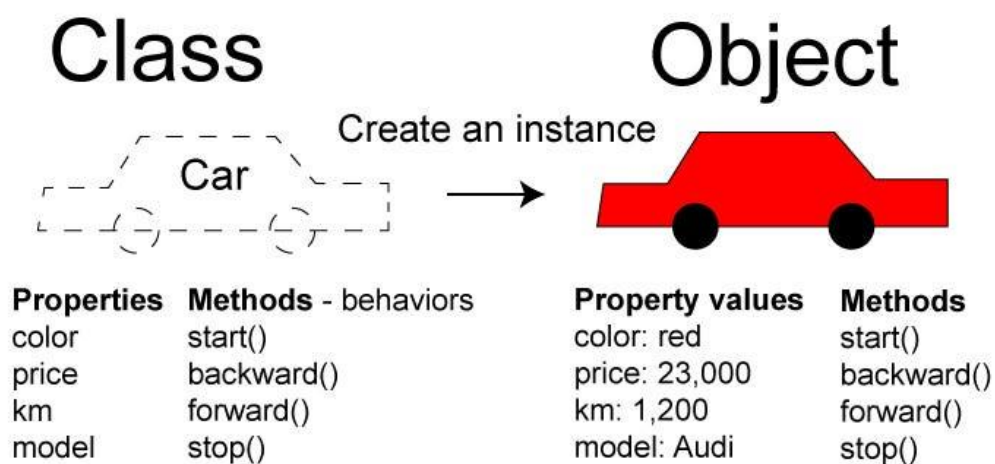 Class
Object
Create an instance
Car
Properties Methods - behaviors
color start()
price backward()
km forward()
model stop()
Property values Methods
color: red start()
price: 23,000 backward()
km: 1,200 forward()
model: Audi stop()